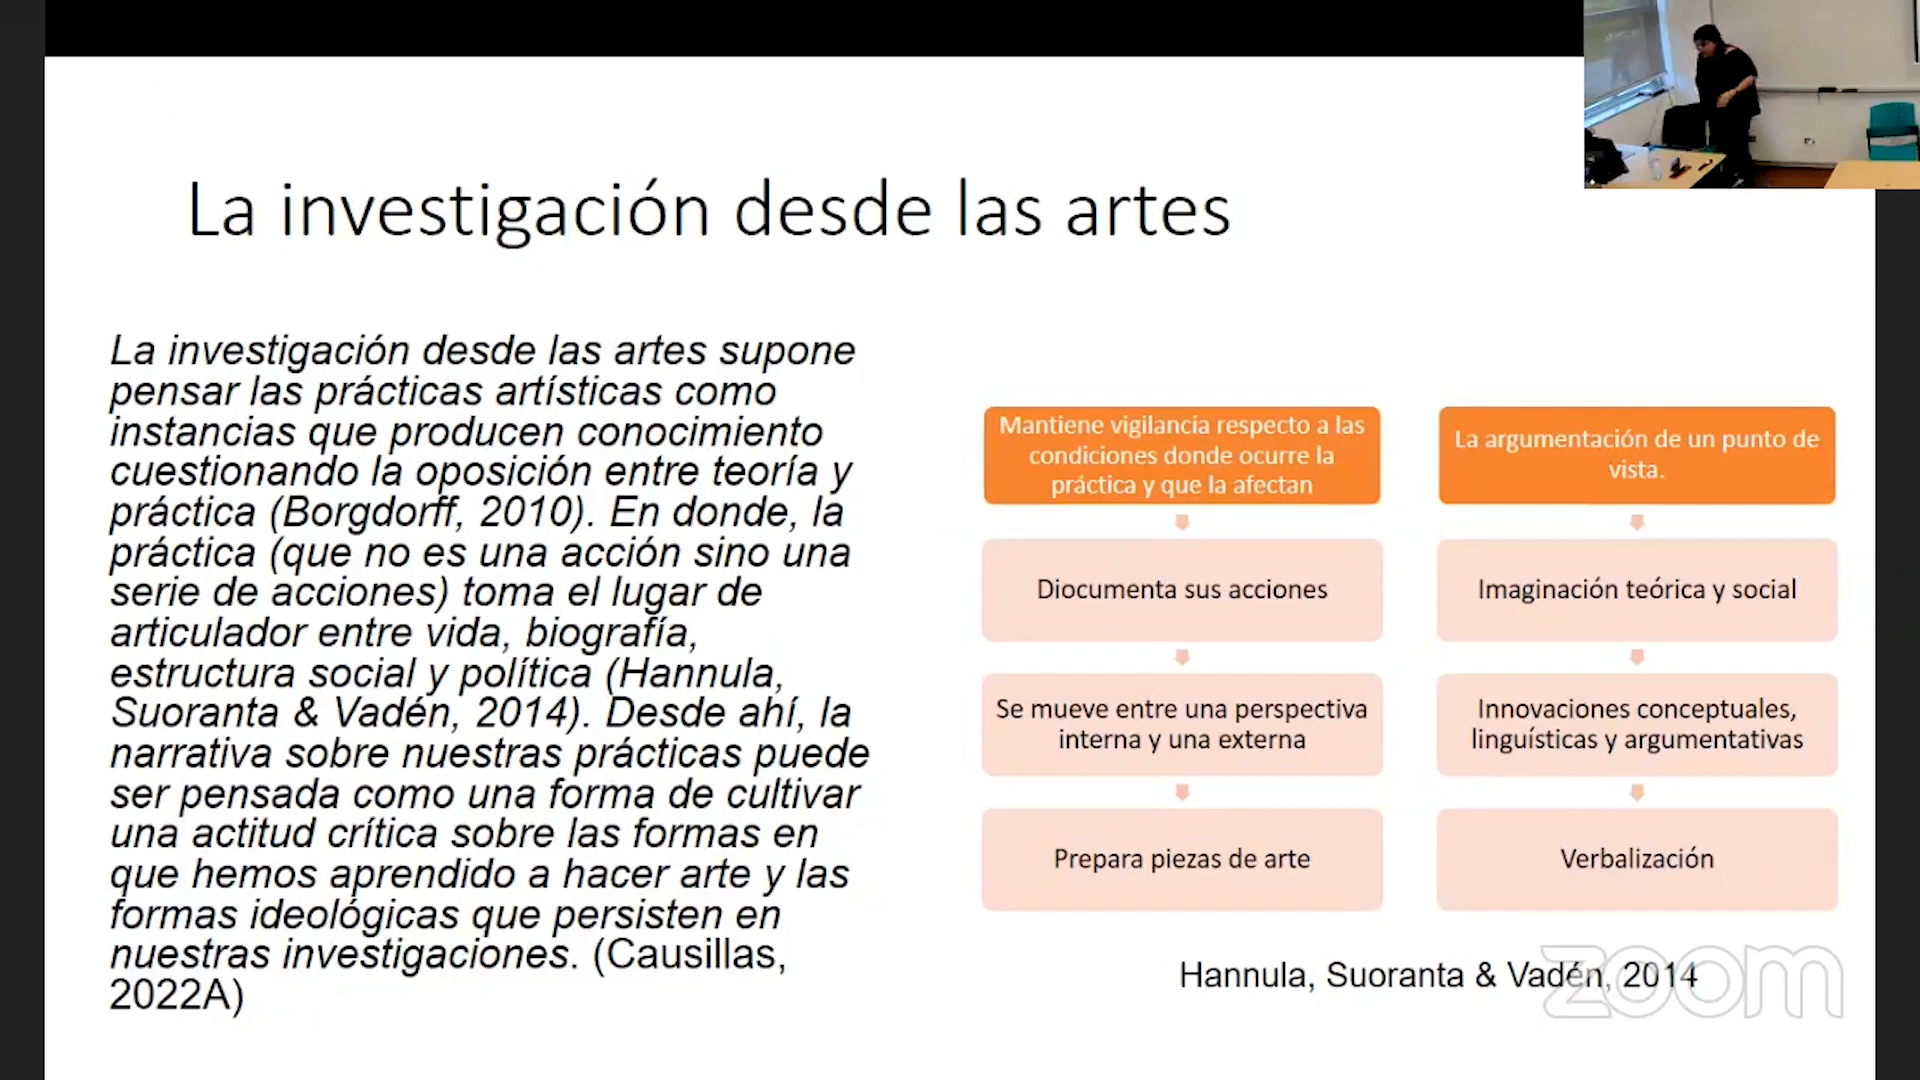 La investigación desde las artes
La investigación desde las artes supone
pensar las prácticas artísticas como
instancias que producen conocimiento
cuestionando la oposición entre teoría y
práctica (Borgdorff, 2010). En donde, la
práctica (que no es una acción sino una
serie de acciones) toma el lugar de
articulador entre vida, biografía,
estructura social y política (Hannula,
Suoranta & Vadén, 2014). Desde ahí, la
narrativa sobre nuestras prácticas puede
ser pensada como una forma de cultivar
una actitud crítica sobre las formas en
que hemos aprendido a hacer arte y las
formas ideológicas que persisten en
nuestras investigaciones. (Causillas,
2022A)
Mantiene vigilancia respecto a las
condiciones donde ocurre la
práctica y que la afectan
Diocumenta sus acciones
Se mueve entre una perspectiva
interna y una externa
Prepara piezas de arte
La argumentación de un punto de
vista.
Imaginación teórica y social
Innovaciones conceptuales,
linguísticas y argumentativas
Verbalización
Hannula, Suoranta & Vadén, 2014
zoom